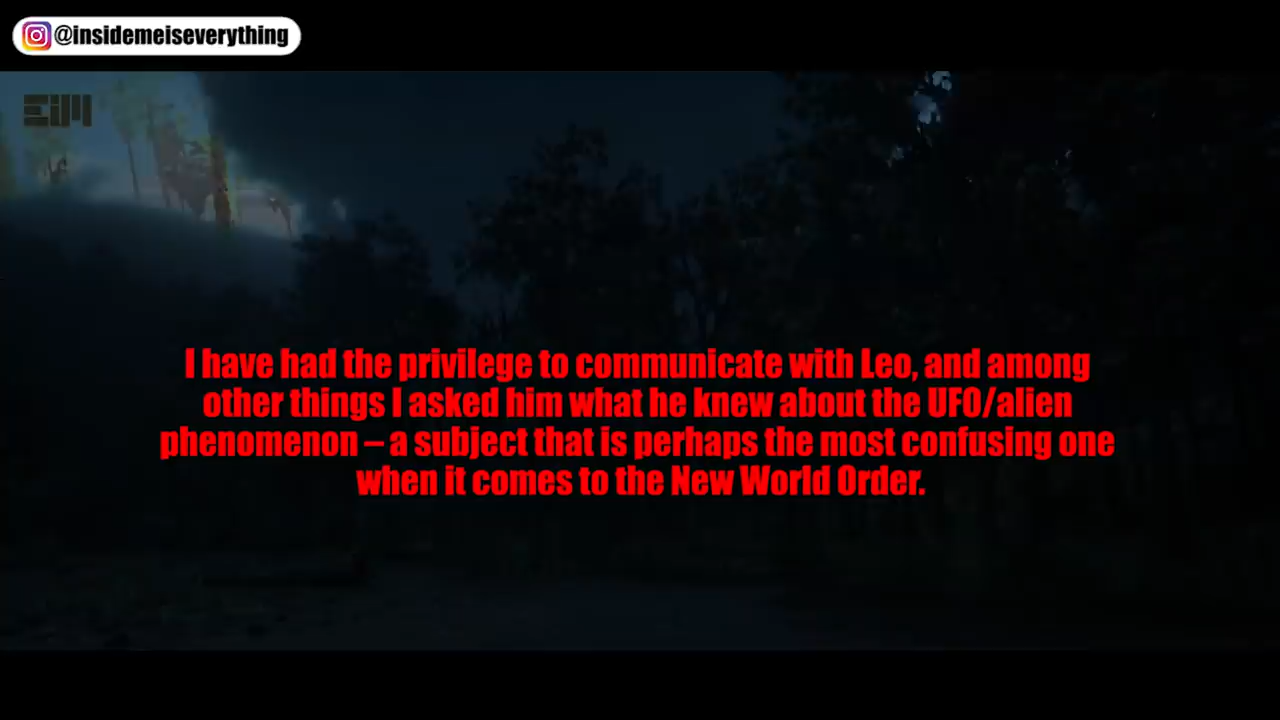 @insidemeiseverything
EIM
I have had the privilege to communicate with Leo, and among
other things I asked him what he knew about the UFO/alien
phenomenon – a subject that is perhaps the most confusing one
when it comes to the New World Order.